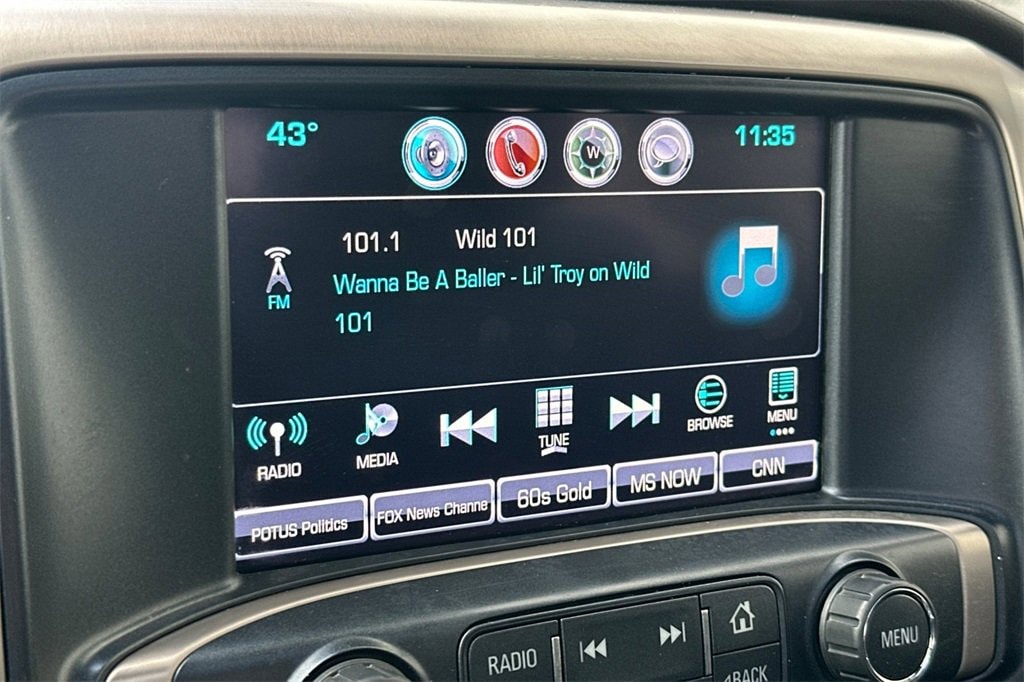 43° 11:35
W
101.1 Wild 101
Wanna Be A Baller - Lil' Troy on Wild
101
FM
RADIO MEDIA TUNE BROWSE MENU
POTUS Politics FOX News Channe 60s Gold MS NOW CNN
RADIO MENU
BACK